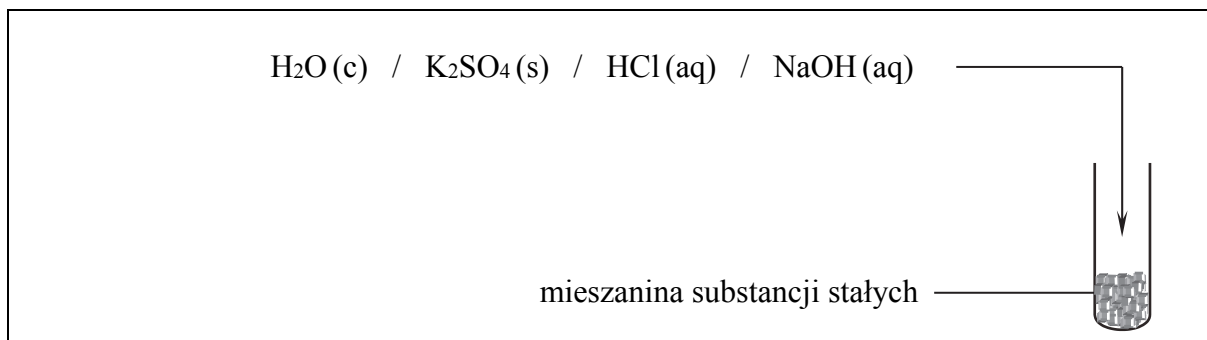 H₂O (c) / K₂SO₄ (s) / HCl (aq) / NaOH (aq)
mieszanina substancji stałych